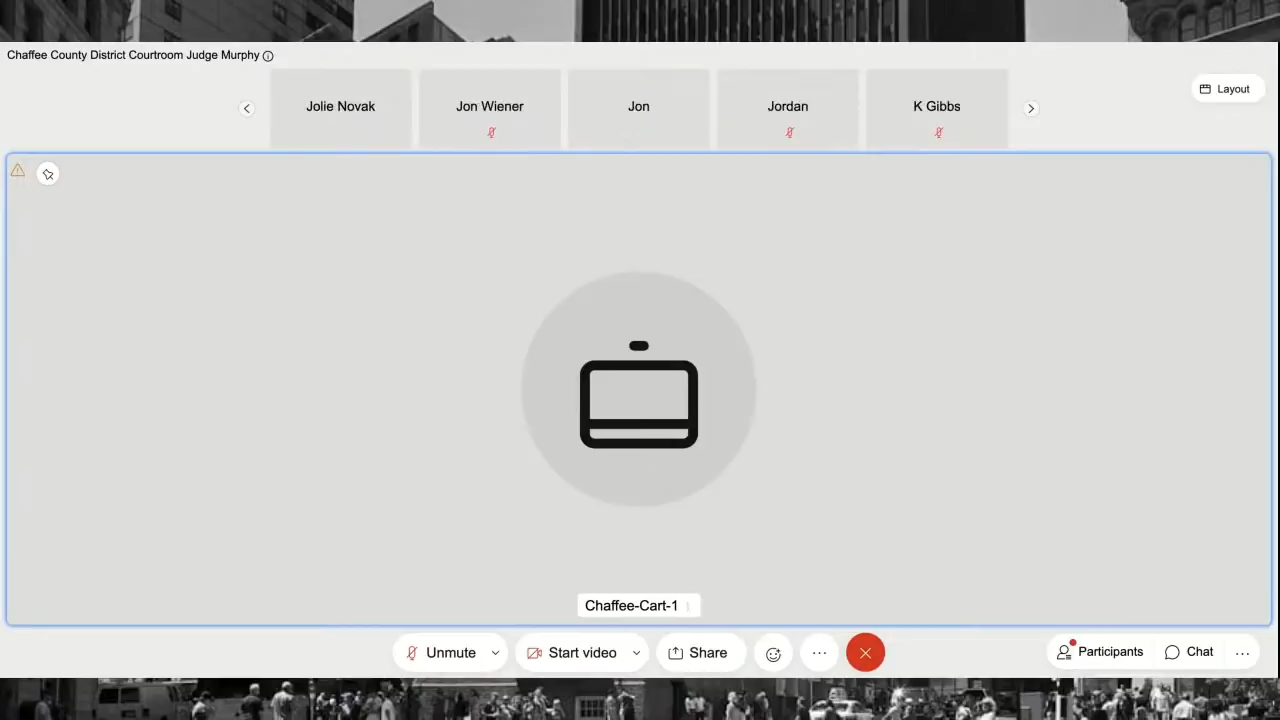 Chaffee County District Courtroom Judge Murphy
Layout
Jolie Novak
Jon Wiener
Jon
Jordan
K Gibbs
Chaffee-Cart-1
Unmute
Start video
Share
Participants
Chat